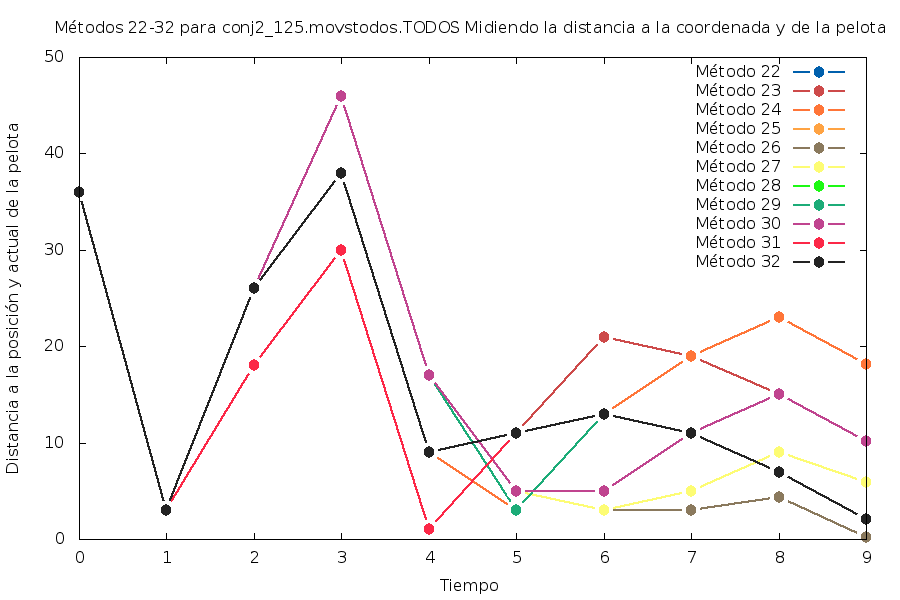 Métodos 22-32 para conj2_125.movstodos.TODOS Midiendo la distancia a la coordenada y de la pelota
Distancia a la posición y actual de la pelota
50
40
30
20
10
0
Método 22
Método 23
Método 24
Método 25
Método 26
Método 27
Método 28
Método 29
Método 30
Método 31
Método 32
0 1 2 3 4 5 6 7 8 9
Tiempo